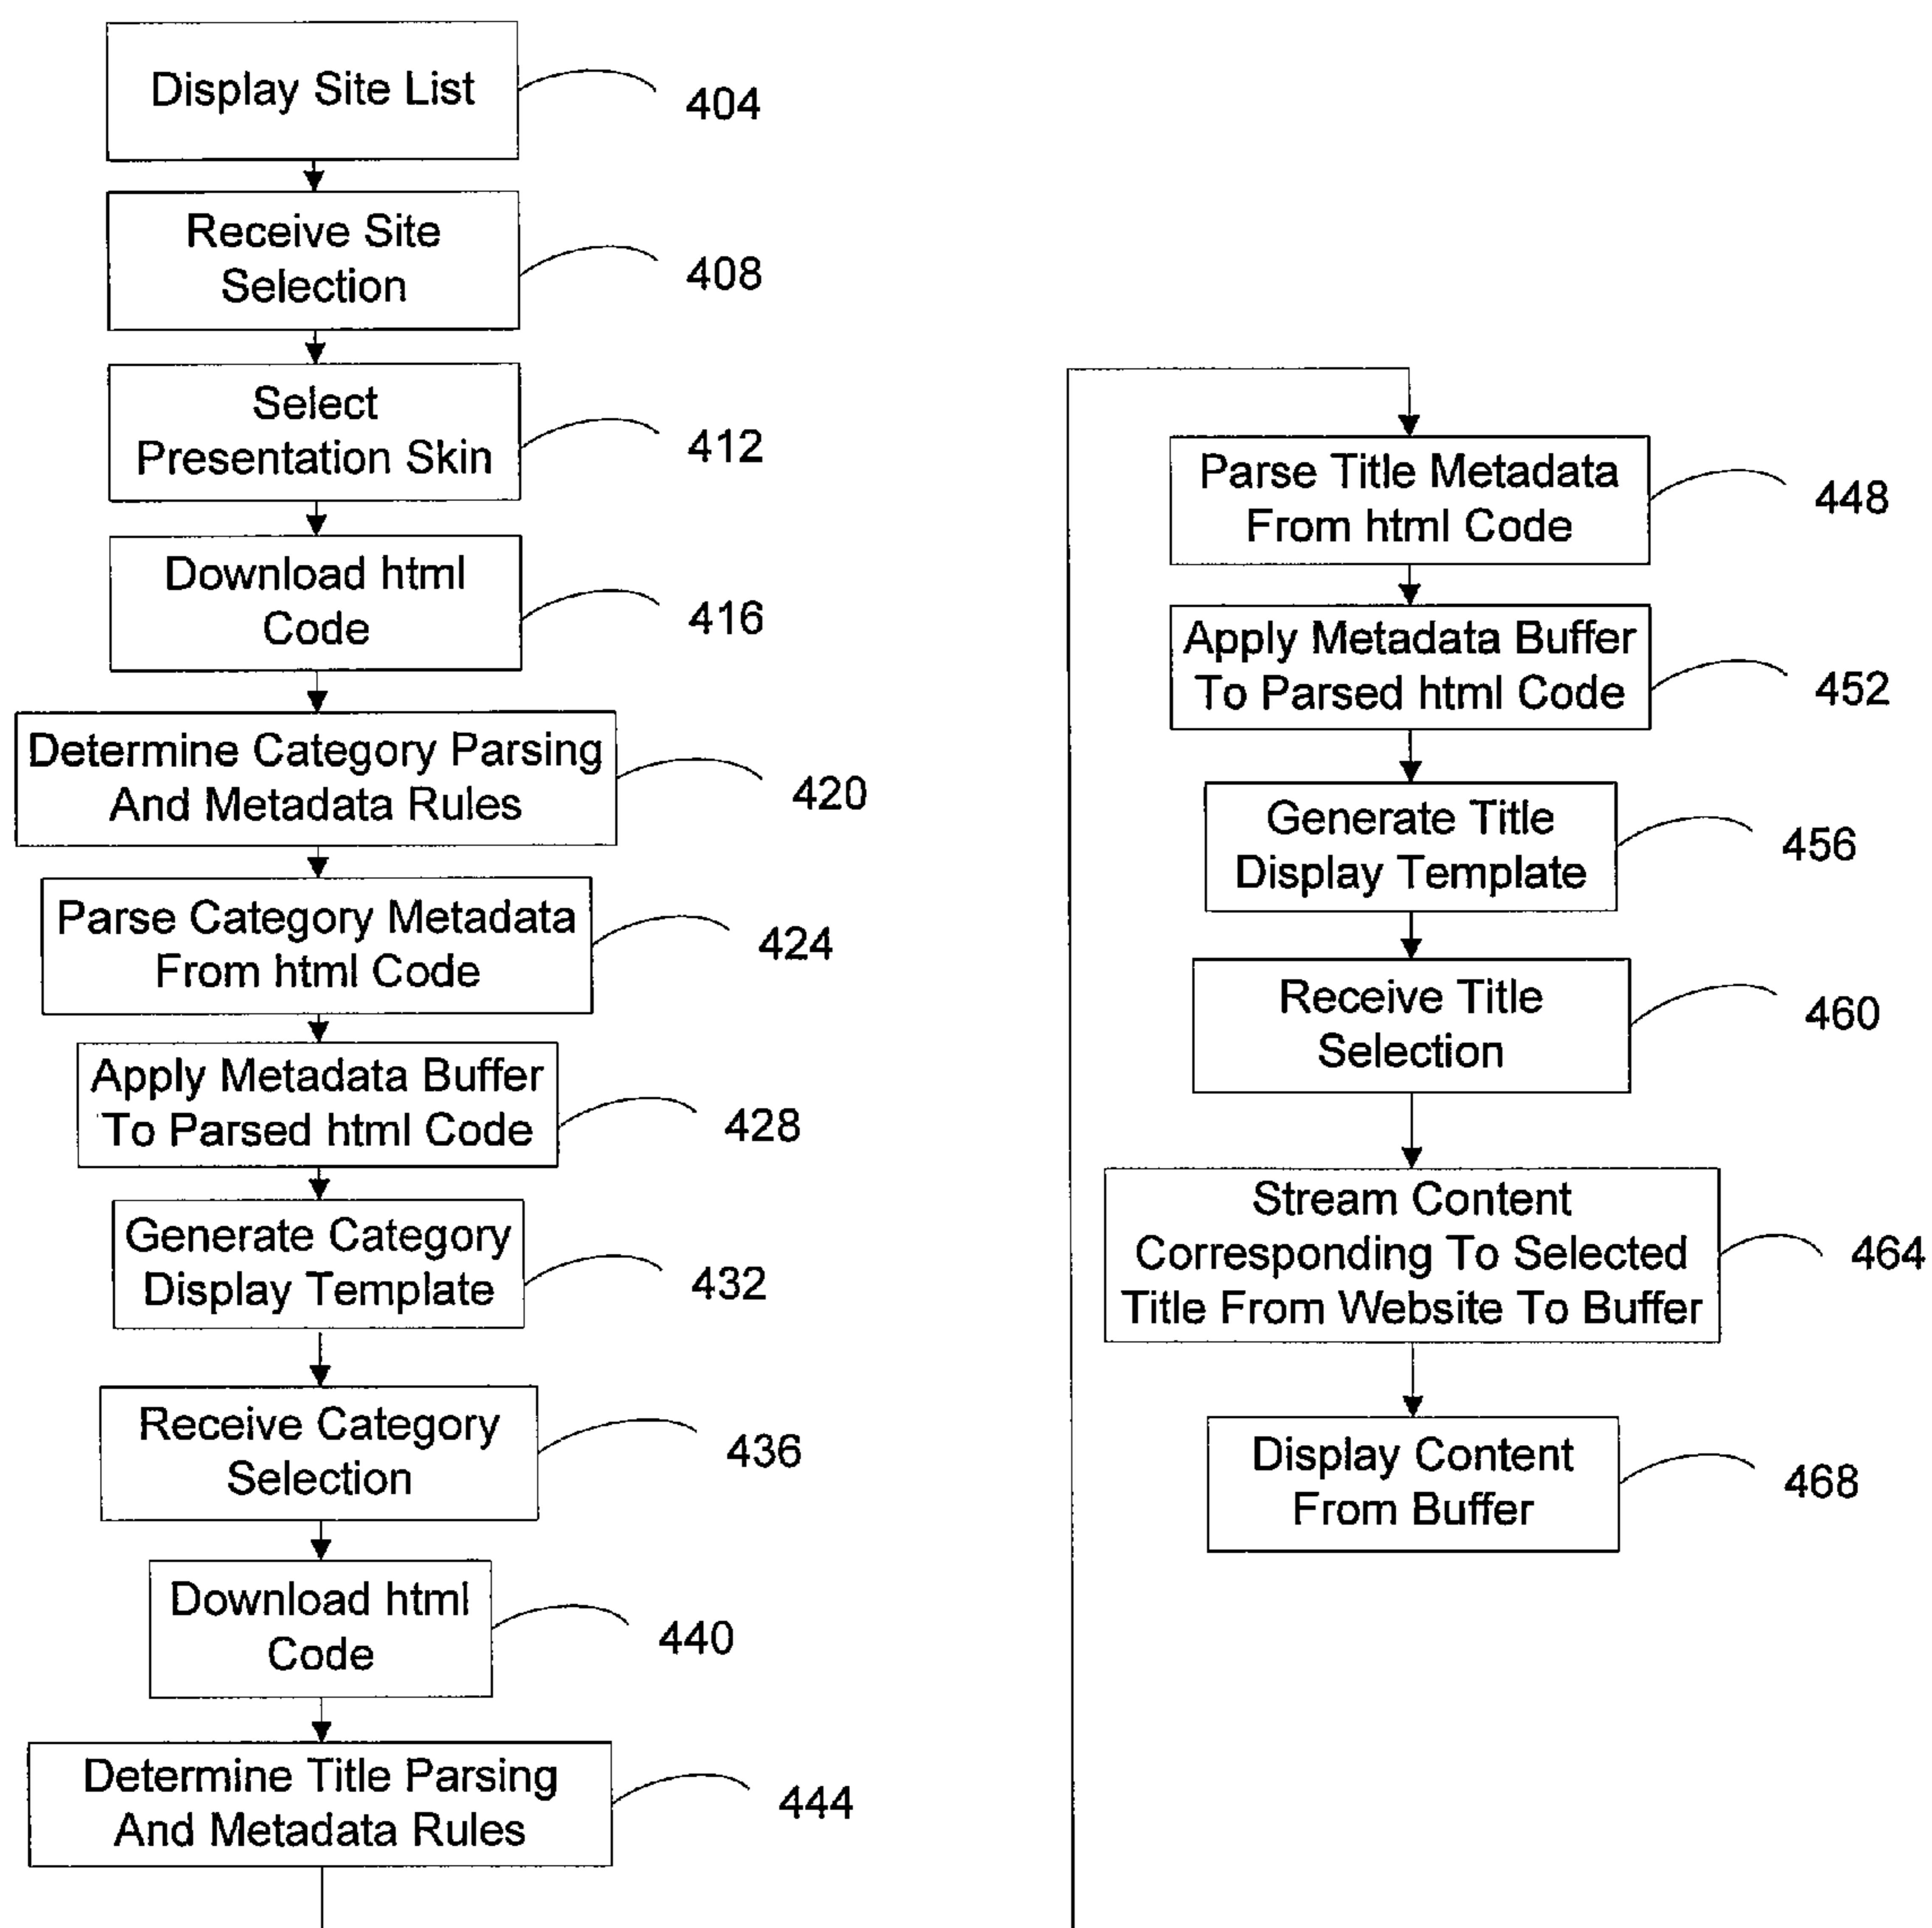 Display Site List
404
Receive Site
Selection
408
Select
Presentation Skin
412
Download html
Code
416
Determine Category Parsing
And Metadata Rules
420
Parse Category Metadata
From html Code
424
Apply Metadata Buffer
To Parsed html Code
428
Generate Category
Display Template
432
Receive Category
Selection
436
Download html
Code
440
Determine Title Parsing
And Metadata Rules
444
Parse Title Metadata
From html Code
448
Apply Metadata Buffer
To Parsed html Code
452
Generate Title
Display Template
456
Receive Title
Selection
460
Stream Content
Corresponding To Selected
Title From Website To Buffer
464
Display Content
From Buffer
468